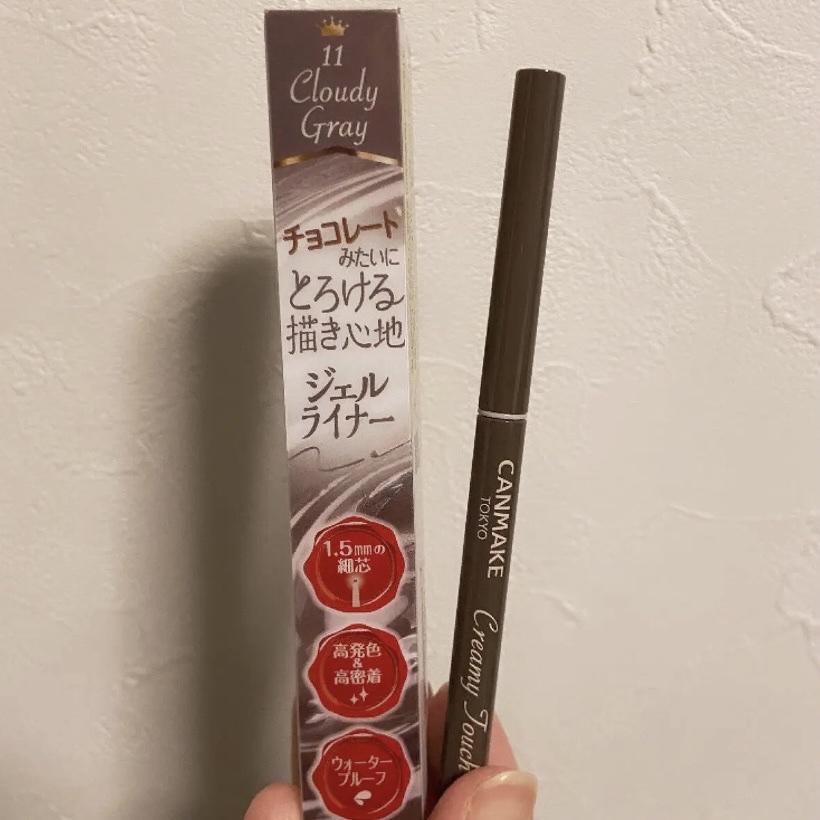 11
Cloudy
Gray
チョコレート
みたいに
とろける
描き心地
ジェル
ライナー
1.5mmの
細芯
高発色
&
高密着
ウォーター
プルーフ
CANMAKE
TOKYO
Creamy Touch